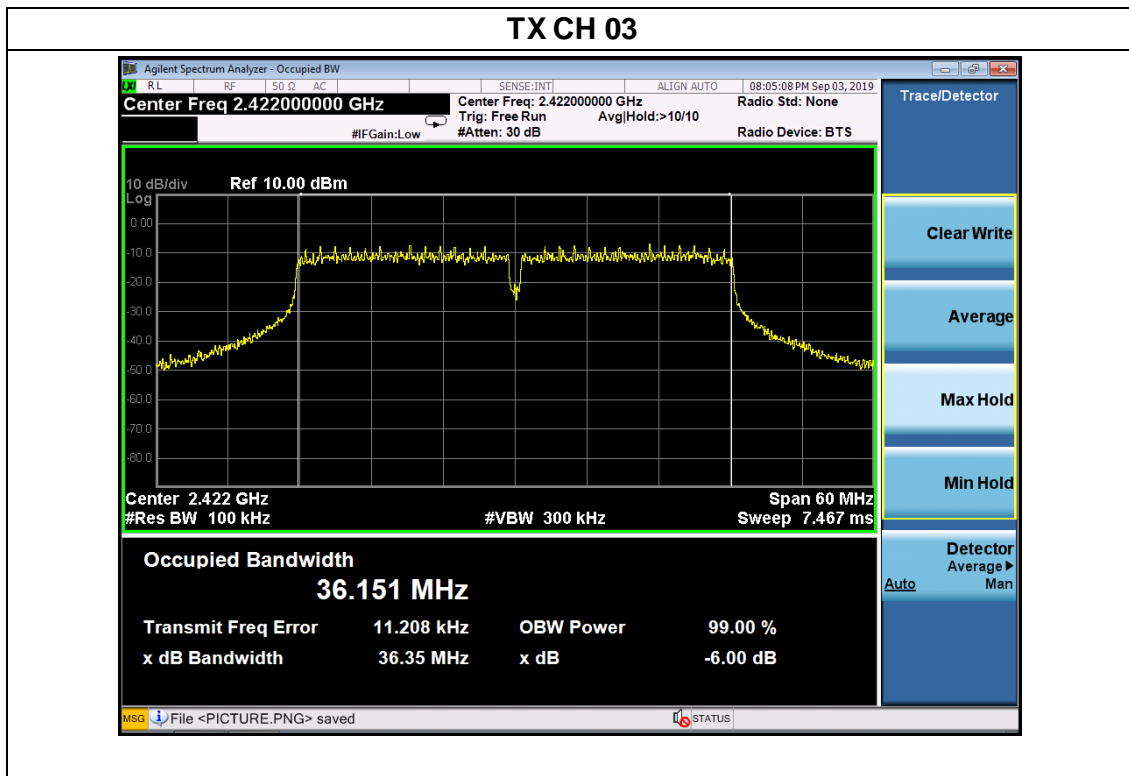 TX CH 03
Agilent Spectrum Analyzer - Occupied BW
LXI RL RF 50 Ω AC SENSE:INT ALIGN AUTO 08:05:08 PM Sep 03, 2019
Center Freq 2.422000000 GHz
Center Freq: 2.422000000 GHz
Radio Std: None
Trig: Free Run Avg|Hold:>10/10
#IFGain:Low #Atten: 30 dB Radio Device: BTS
10 dB/div Ref 10.00 dBm
Log
0.00
-10.0
-20.0
-30.0
-40.0
-50.0
-60.0
-70.0
-80.0
Center 2.422 GHz Span 60 MHz
#Res BW 100 kHz #VBW 300 kHz Sweep 7.467 ms
Occupied Bandwidth
36.151 MHz
Transmit Freq Error 11.208 kHz OBW Power 99.00 %
x dB Bandwidth 36.35 MHz x dB -6.00 dB
Trace/Detector
Clear Write
Average
Max Hold
Min Hold
Detector
Average▶
Auto Man
MSG File <PICTURE.PNG> saved STATUS